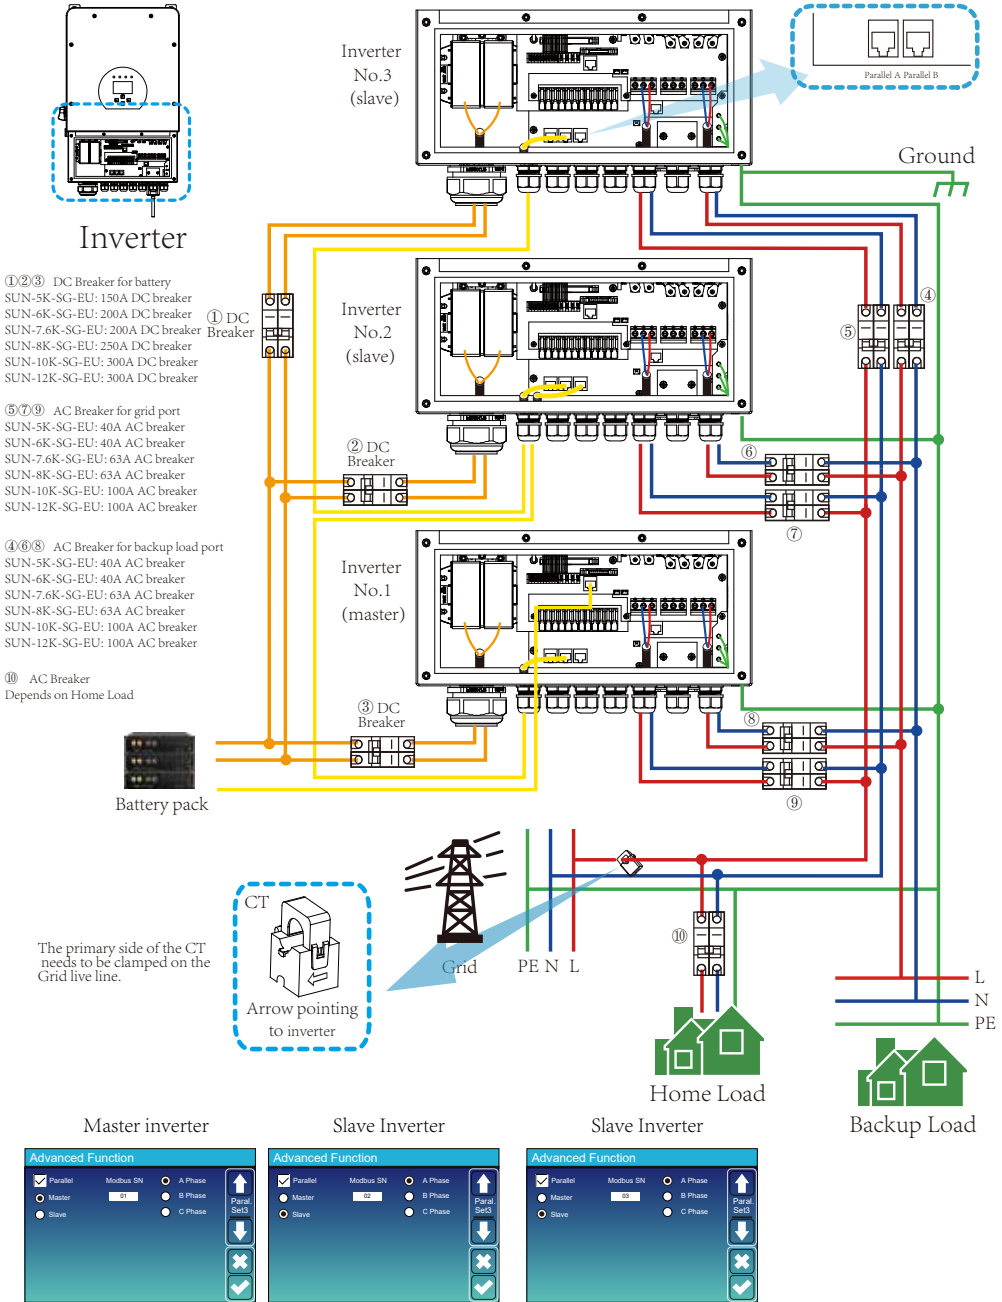 Inverter
No.3
(slave)
Parallel A Parallel B
Ground
Inverter
①②③ DC Breaker for battery
SUN-5K-SG-EU: 150A DC breaker
SUN-6K-SG-EU: 200A DC breaker
SUN-7.6K-SG-EU: 200A DC breaker
SUN-8K-SG-EU: 250A DC breaker
SUN-10K-SG-EU: 300A DC breaker
SUN-12K-SG-EU: 300A DC breaker
① DC
Breaker
Inverter
No.2
(slave)
④
⑤
⑤⑦⑨ AC Breaker for grid port
SUN-5K-SG-EU: 40A AC breaker
SUN-6K-SG-EU: 40A AC breaker
SUN-7.6K-SG-EU: 63A AC breaker
SUN-8K-SG-EU: 63A AC breaker
SUN-10K-SG-EU: 100A AC breaker
SUN-12K-SG-EU: 100A AC breaker
② DC
Breaker
⑥
⑦
④⑥⑧ AC Breaker for backup load port
SUN-5K-SG-EU: 40A AC breaker
SUN-6K-SG-EU: 40A AC breaker
SUN-7.6K-SG-EU: 63A AC breaker
SUN-8K-SG-EU: 63A AC breaker
SUN-10K-SG-EU: 100A AC breaker
SUN-12K-SG-EU: 100A AC breaker
Inverter
No.1
(master)
⑩ AC Breaker
Depends on Home Load
③ DC
Breaker
⑧
⑨
Battery pack
CT
The primary side of the CT
needs to be clamped on the
Grid live line.
Arrow pointing
to inverter
Grid
PE N L
⑩
L
N
PE
Home Load
Backup Load
Master inverter
Advanced Function
Parallel
Modbus SN
A Phase
Master
01
B Phase
Slave
C Phase
Paral.
Set3
Slave Inverter
Advanced Function
Parallel
Modbus SN
A Phase
Master
02
B Phase
Slave
C Phase
Paral.
Set3
Slave Inverter
Advanced Function
Parallel
Modbus SN
A Phase
Master
03
B Phase
Slave
C Phase
Paral.
Set3